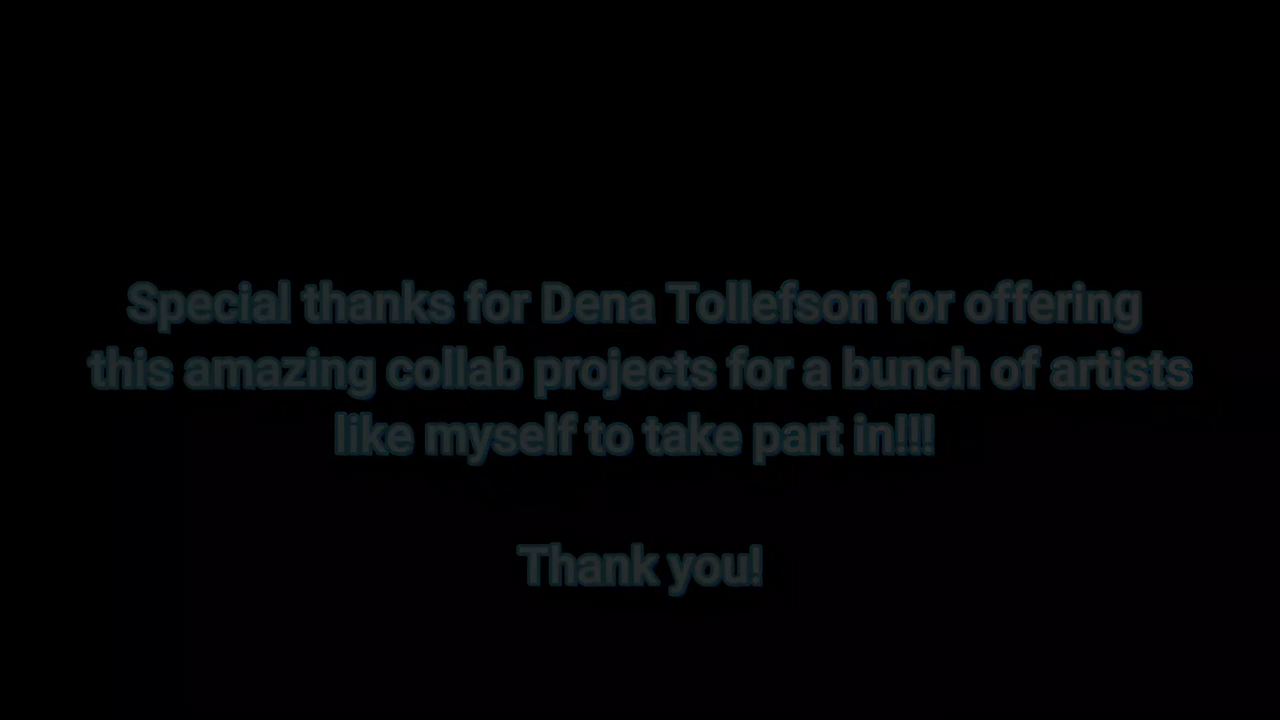 Special thanks for Dena Tollefson for offering
this amazing collab projects for a bunch of artists
like myself to take part in!!!
Thank you!